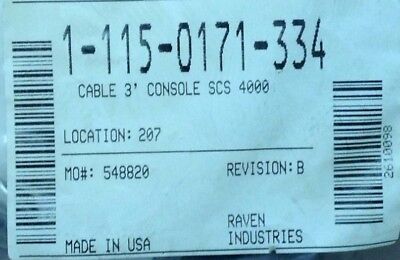 1-115-0171-334
CABLE 3' CONSOLE SCS 4000
LOCATION: 207
MO#: 548820 REVISION: B
2610098
MADE IN USA
RAVEN
INDUSTRIES